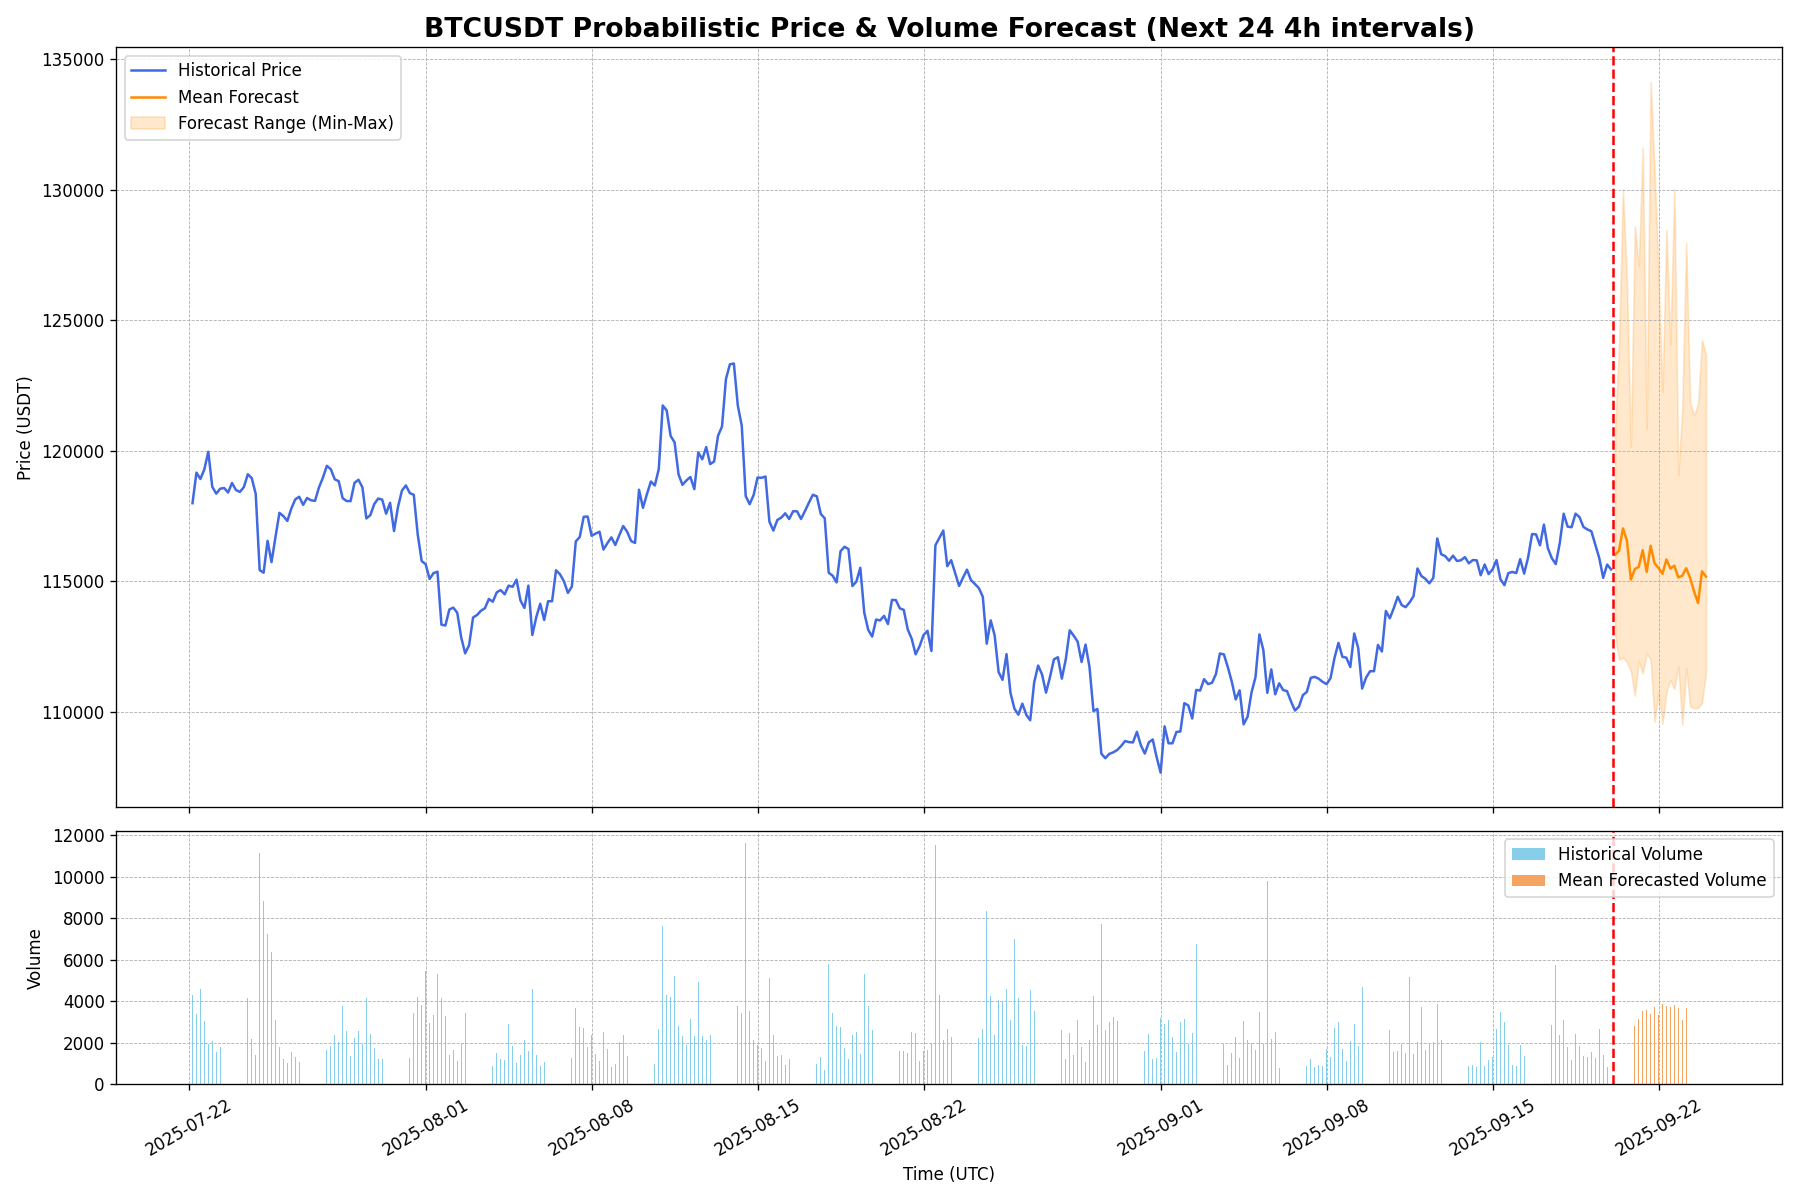 BTCUSDT Probabilistic Price & Volume Forecast (Next 24 4h intervals)
Historical Price
Mean Forecast
Forecast Range (Min-Max)
135000
130000
125000
120000
115000
110000
Price (USDT)
Historical Volume
Mean Forecasted Volume
12000
10000
8000
6000
4000
2000
0
Volume
2025-07-22
2025-08-01
2025-08-08
2025-08-15
2025-08-22
2025-09-01
2025-09-08
2025-09-15
2025-09-22
Time (UTC)